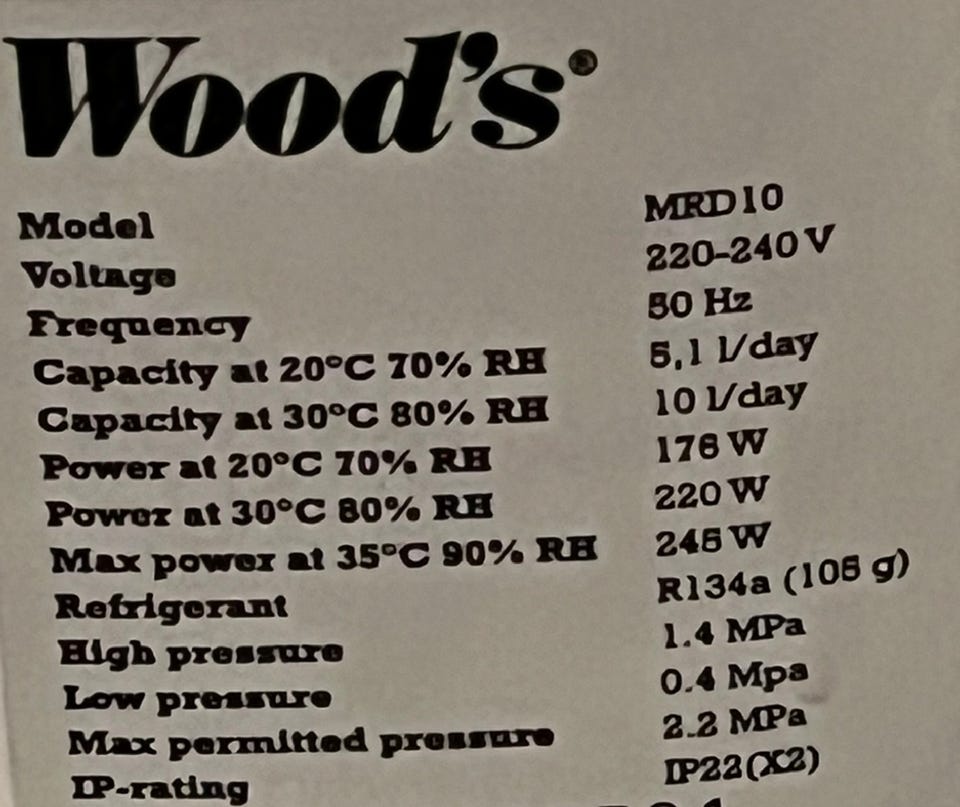 Wood's®
Model MRD10
Voltage 220-240 V
Frequency 50 Hz
Capacity at 20°C 70% RH 5,1 l/day
Capacity at 30°C 80% RH 10 l/day
Power at 20°C 70% RH W
Power at 30°C 80% RH 220 W
Max power at 35°C 90% RH 245 W
Refrigerant R134a (105 g)
High pressure 1.4 MPa
Low pressure 0.4 Mpa
Max permitted pressure 2.2 MPa
IP-rating IP22(X2)